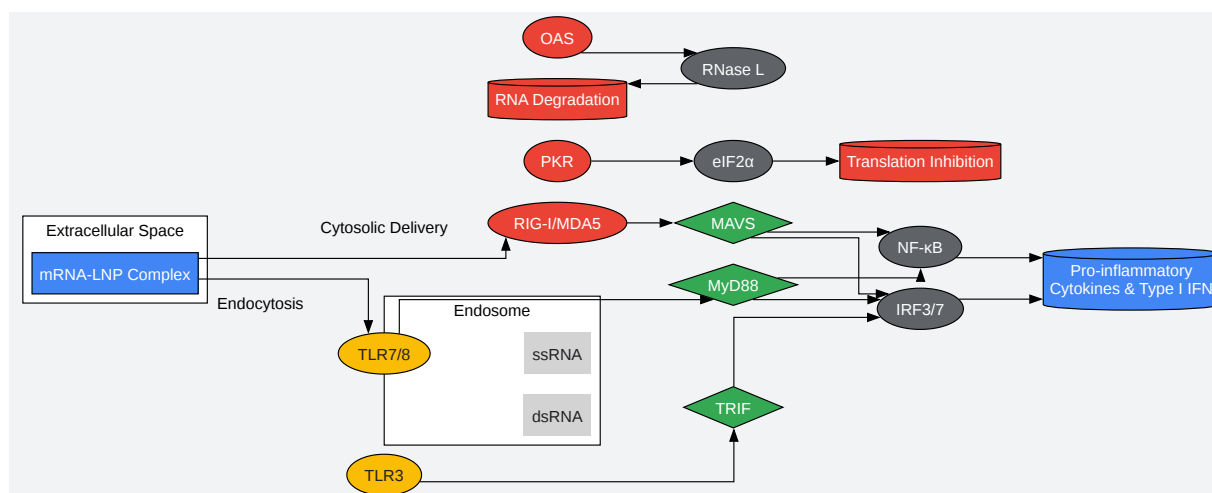 OAS
RNase L
RNA Degradation
PKR
eIF2α
Translation Inhibition
Extracellular Space
mRNA-LNP Complex
Cytosolic Delivery
Endocytosis
RIG-I/MDA5
MAVS
NF-κB
Pro-inflammatory
Cytokines & Type I IFN
MyD88
IRF3/7
Endosome
TLR7/8
ssRNA
dsRNA
TRIF
TLR3